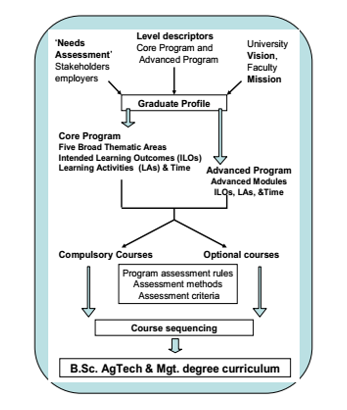 'Needs
Assessment'
Stakeholders
employers
Level descriptors
Core Program and
Advanced Program
University
Vision,
Faculty
Mission
Graduate Profile
Core Program
Five Broad Thematic Areas
Intended Learning Outcomes (ILOs)
Learning Activities (LAs) & Time
Advanced Program
Advanced Modules
ILOs, LAs, &Time
Compulsory Courses
Optional courses
Program assessment rules
Assessment methods
Assessment criteria
Course sequencing
B.Sc. AgTech & Mgt. degree curriculum